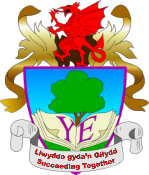 YE
Llwyddo gyda'n Gilydd
Succeeding Together